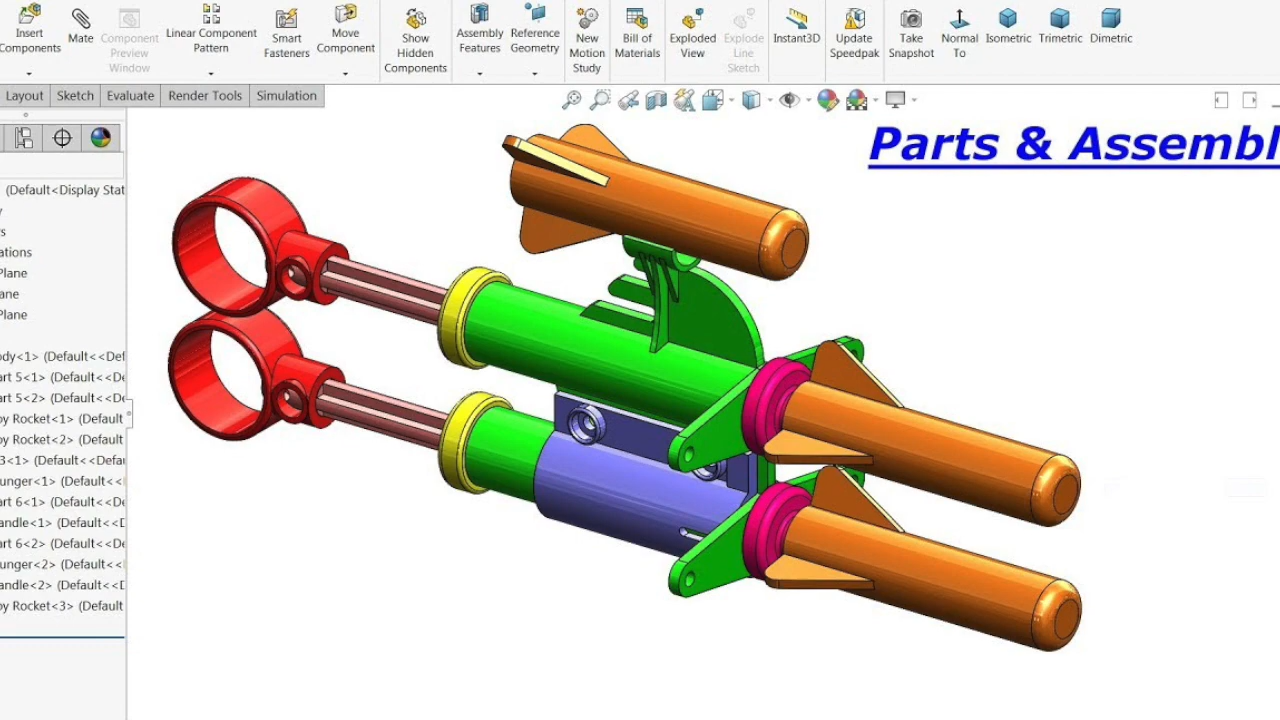 Insert Components
Mate
Component Preview Window
Linear Component Pattern
Smart Fasteners
Move Component
Show Hidden Components
Assembly Features
Reference Geometry
New Motion Study
Bill of Materials
Exploded View
Explode Line Sketch
Instant3D
Update Speedpak
Take Snapshot
Normal To
Isometric
Trimetric
Dimetric
Layout
Sketch
Evaluate
Render Tools
Simulation
Parts & Assembl
(Default<Display Stat
y
rs
ations
Plane
ane
Plane
ody<1> (Default<<Def
art 5<1> (Default<<De
art 5<2> (Default<<De
oy Rocket<1> (Default
oy Rocket<2> (Default
3<1> (Default<<Defau
unger<1> (Default<<D
art 6<1> (Default<<De
andle<1> (Default<<D
art 6<2> (Default<<De
unger<2> (Default<<D
andle<2> (Default<<D
oy Rocket<3> (Default